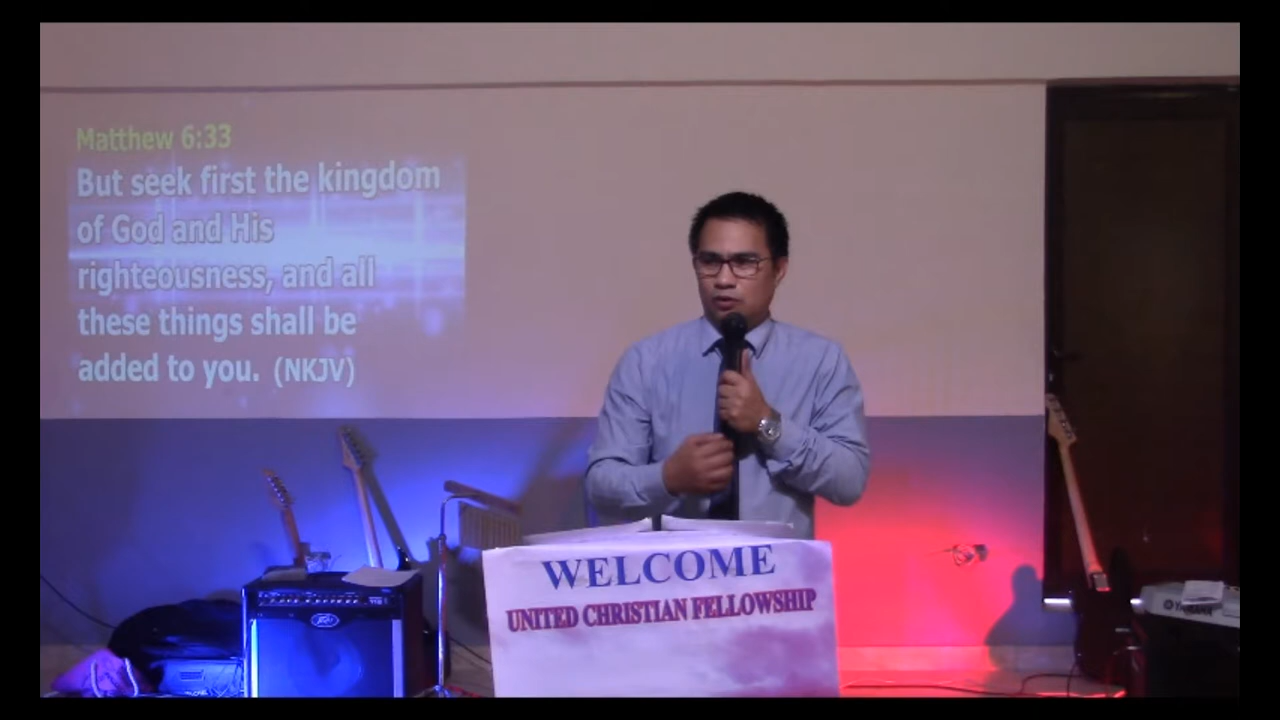 Matthew 6:33
But seek first the kingdom
of God and His
righteousness, and all
these things shall be
added to you. (NKJV)
WELCOME
UNITED CHRISTIAN FELLOWSHIP
PEAVEY
YAMAHA